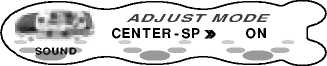 ADJUST MODE
CENTER-SP » ON
SOUND